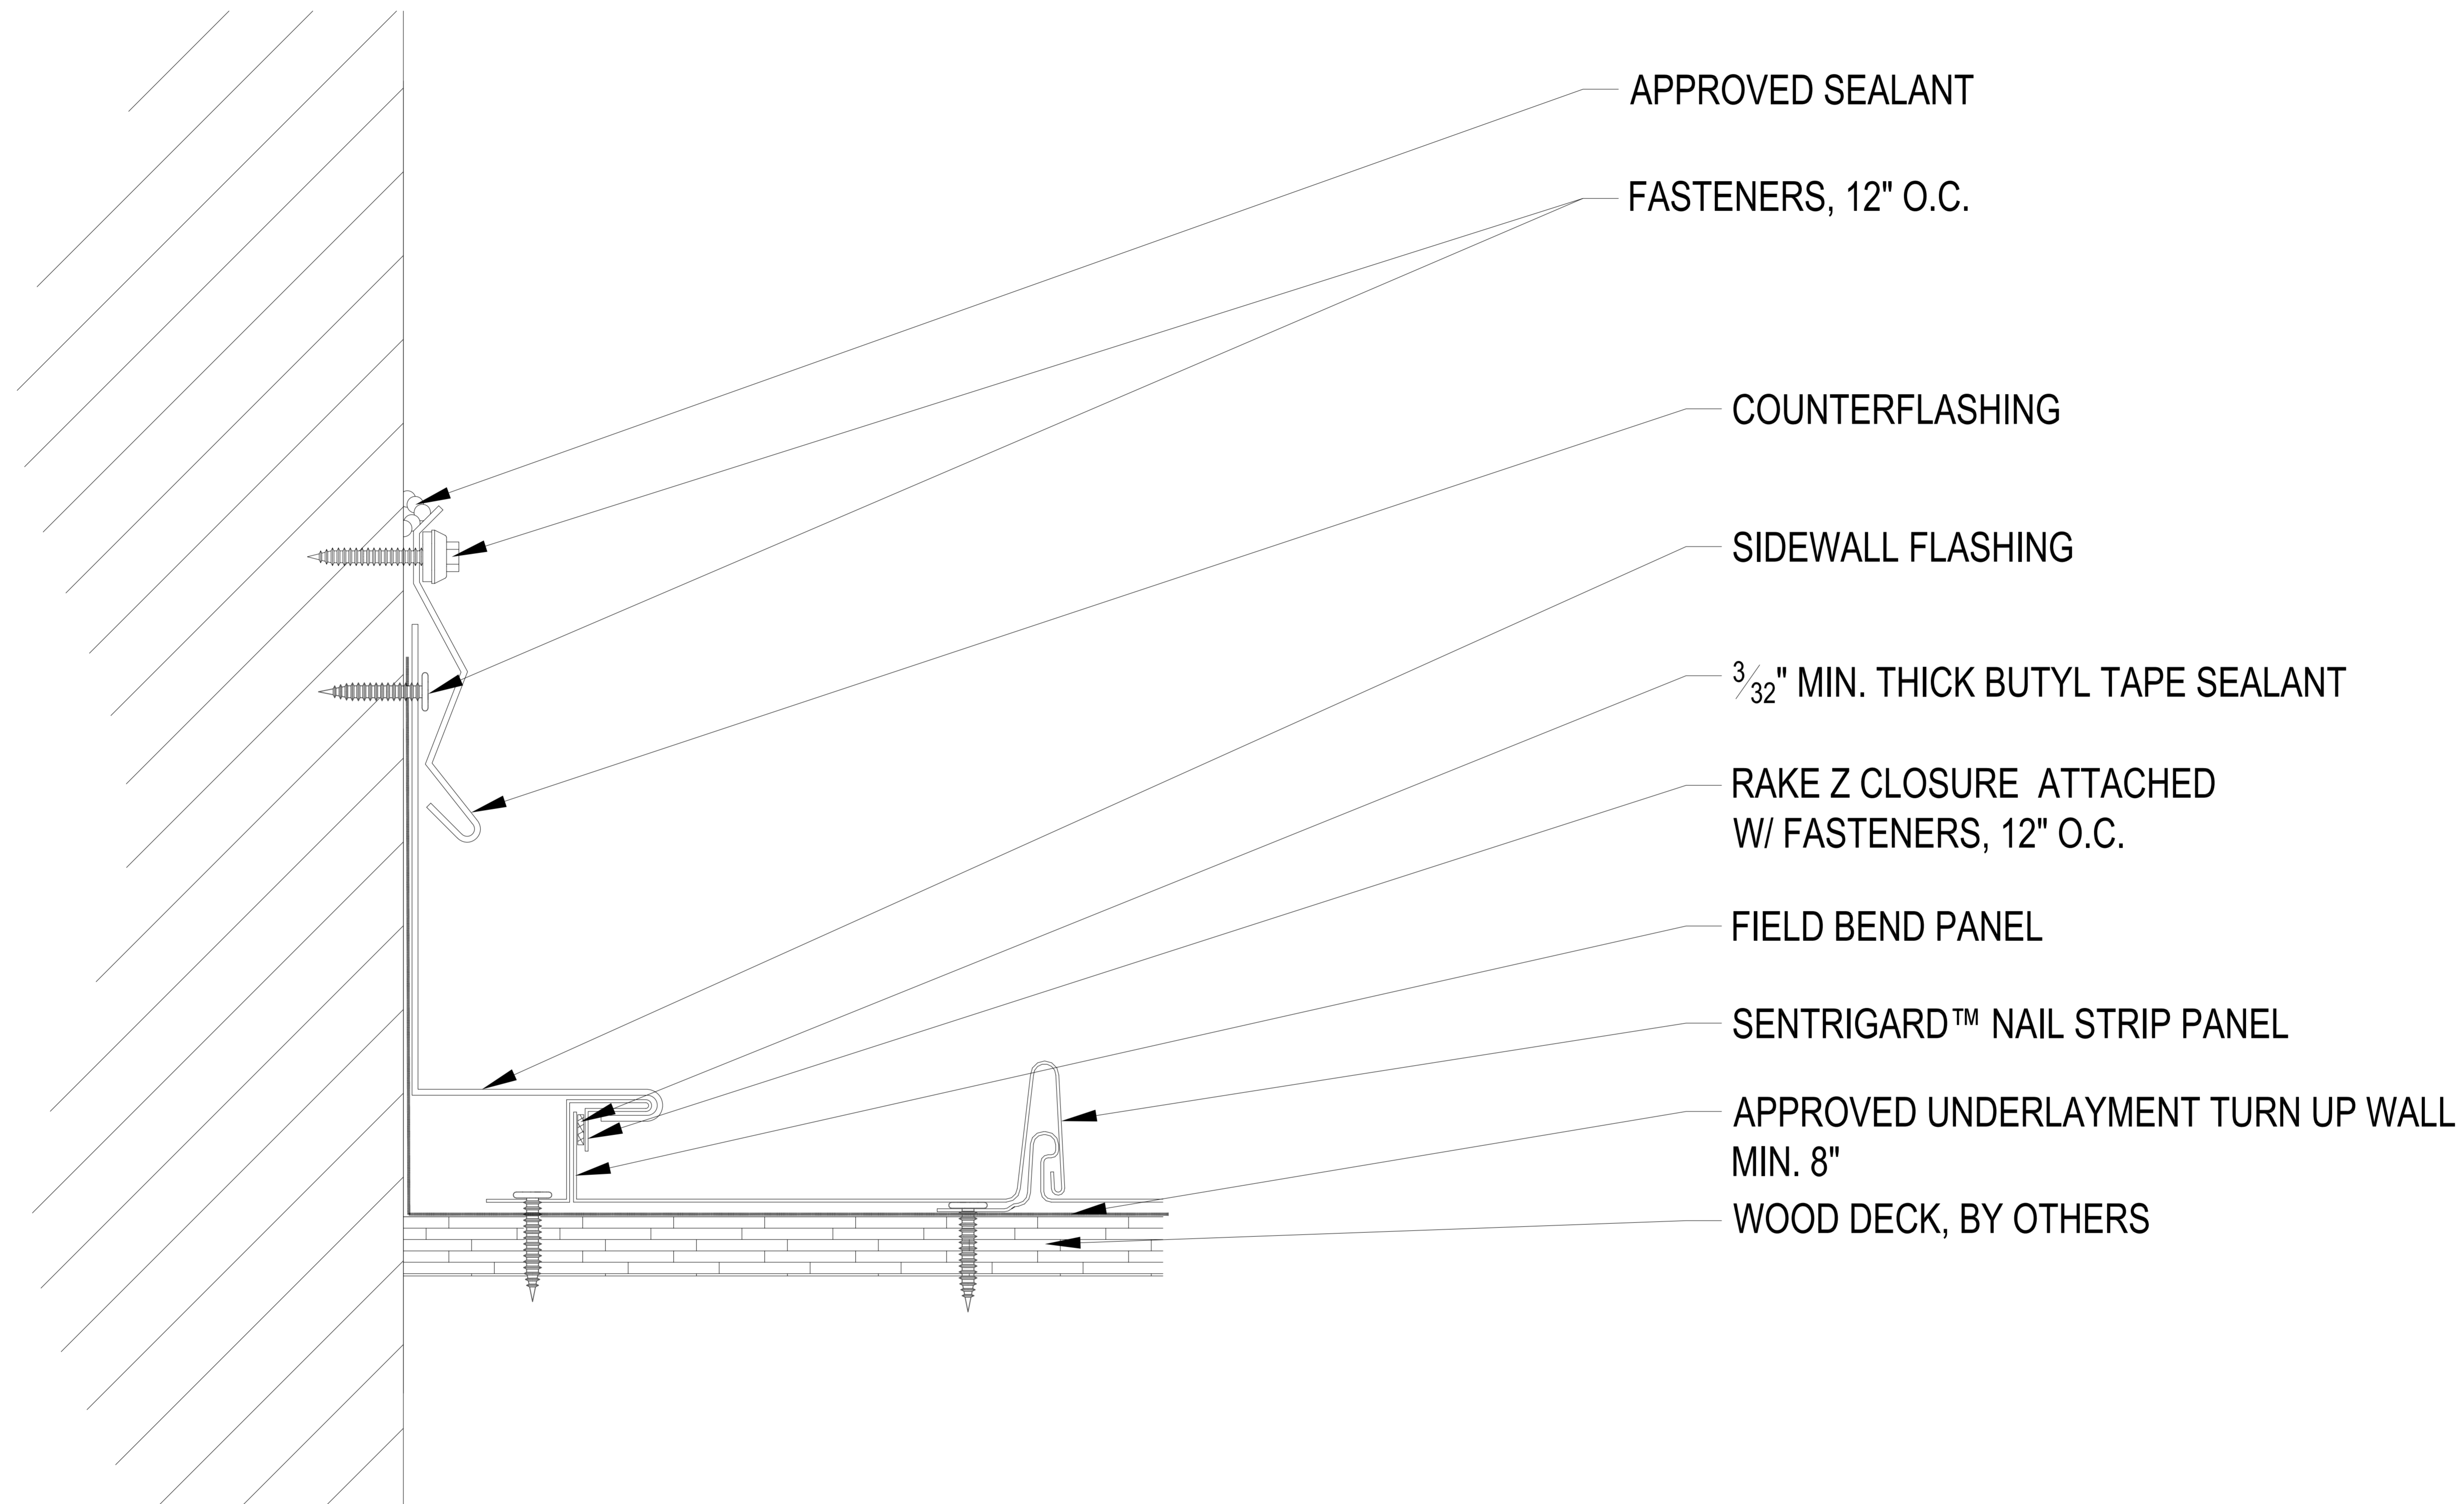 APPROVED SEALANT
FASTENERS, 12" O.C.
COUNTERFLASHING
SIDEWALL FLASHING
3/32" MIN. THICK BUTYL TAPE SEALANT
RAKE Z CLOSURE ATTACHED
W/ FASTENERS, 12" O.C.
FIELD BEND PANEL
SENTRIGARD™ NAIL STRIP PANEL
APPROVED UNDERLAYMENT TURN UP WALL
MIN. 8"
WOOD DECK, BY OTHERS